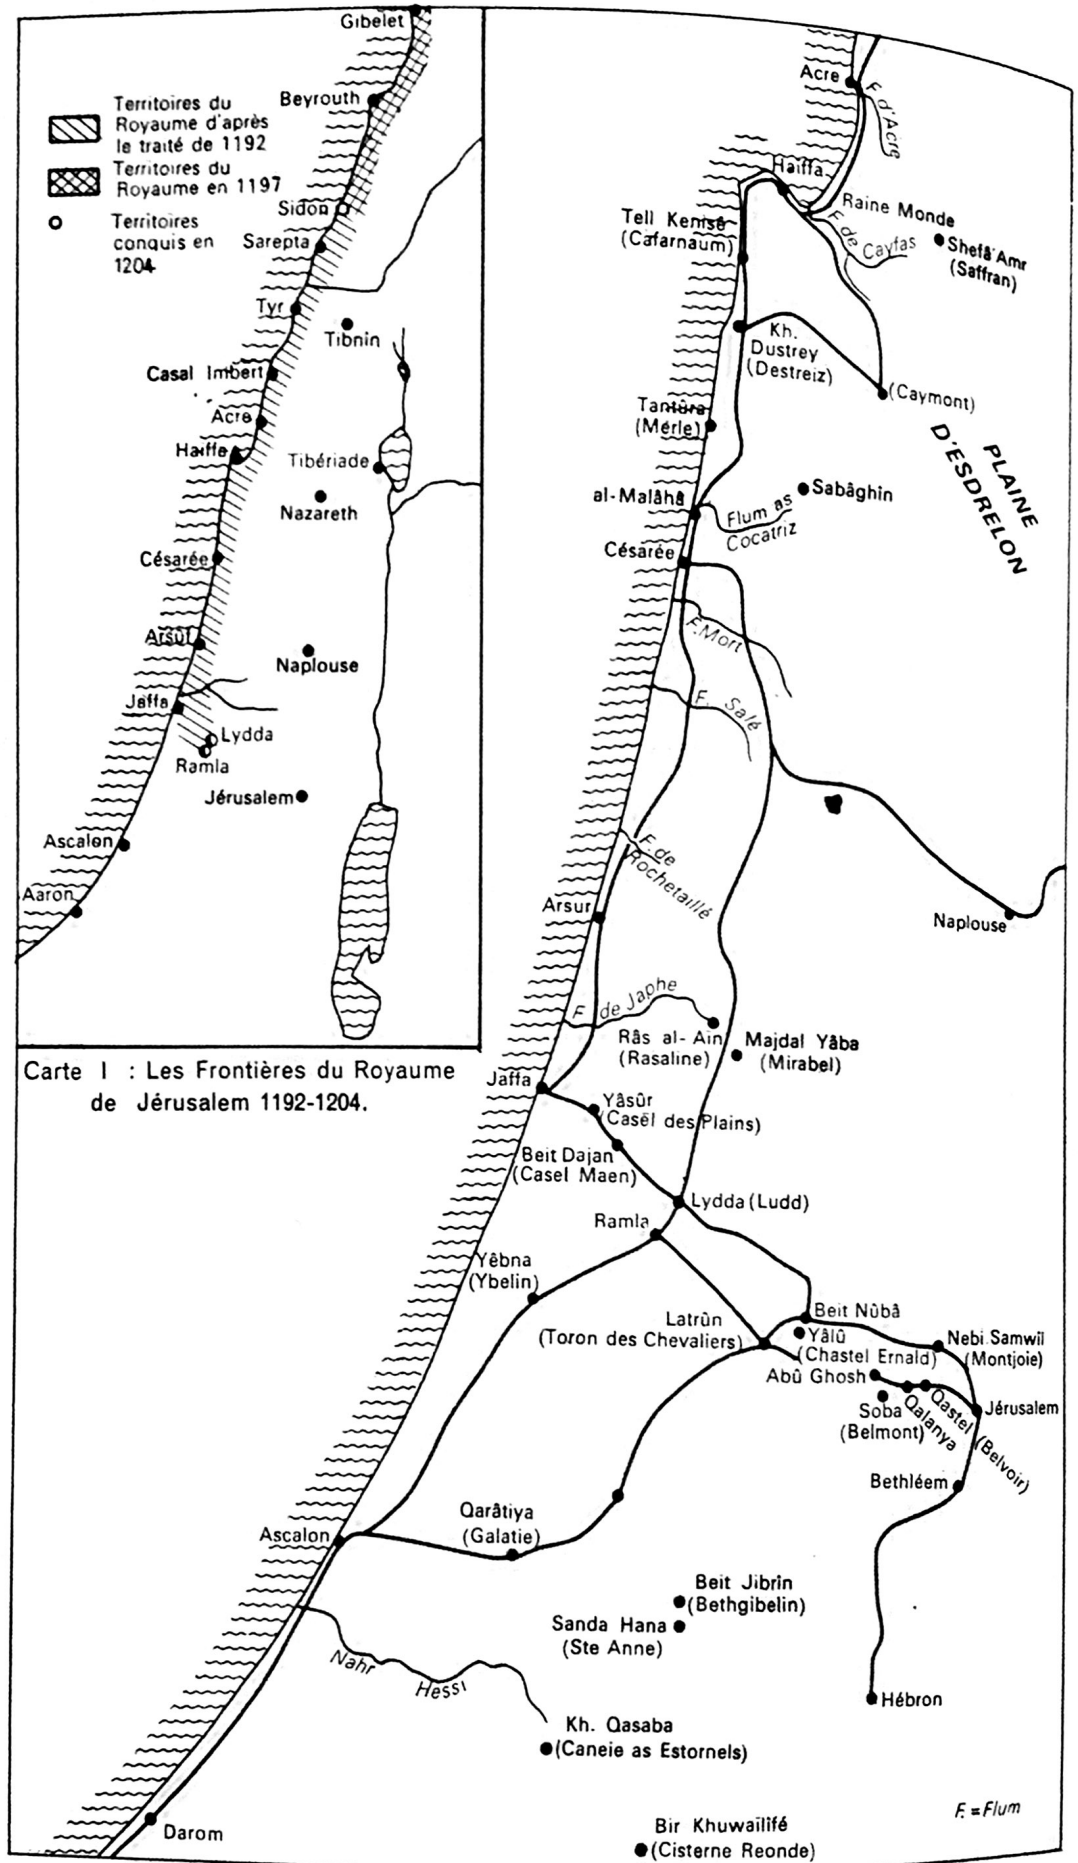 Gibelet
Beyrouth
Territoires du
Royaume d'après
le traité de 1192
Territoires du
Royaume en 1197
Territoires
conquis en
1204
Sidon
Sarepta
Tyr
Tibnin
Casal Imbert
Acre
Haiffa
Tibériade
Nazareth
Césarée
Arsûf
Naplouse
Jaffa
Lydda
Ramla
Jérusalem
Ascalon
Aaron
Carte I : Les Frontières du Royaume
de Jérusalem 1192-1204.
Acre
F. d'Acre
Haïffa
Raine Monde
Tell Kemsê
(Cafarnaum)
F. de Cayfas
Shefâ'Amr
(Saffran)
Kh.
Dustrey
(Destreiz)
(Caymont)
Tantûra
(Merle)
PLAINE
D'ESDRELON
al-Malâhâ
Sabâghîn
Flum as
Cocatriz
Césarée
F. Mort
F. Salé
F. de
Rochetaillé
Arsur
Naplouse
F. de Japhe
Râs al-Ain
(Rasaline)
Majdal Yâba
(Mirabel)
Jaffa
Yâsûr
(Casël des Plains)
Beit Dajan
(Casel Maen)
Lydda (Ludd)
Ramla
Yêbna
(Ybelin)
Beit Nûbâ
Latrûn
(Toron des Chevaliers)
Yâlû
(Chastel Ernald)
Nebi Samwîl
(Montjoie)
Abû Ghosh
Soba
(Belmont)
Qalanya
Qastel (Belvoir)
Jérusalem
Bethléem
Qarâtiya
(Galatie)
Ascalon
Beit Jibrîn
(Bethgibelin)
Sanda Hana
(Ste Anne)
Nahr Hessi
Hébron
Kh. Qasaba
(Caneie as Estornels)
F. = Flum
Darom
Bir Khuwaïlîfé
(Cisterne Reonde)